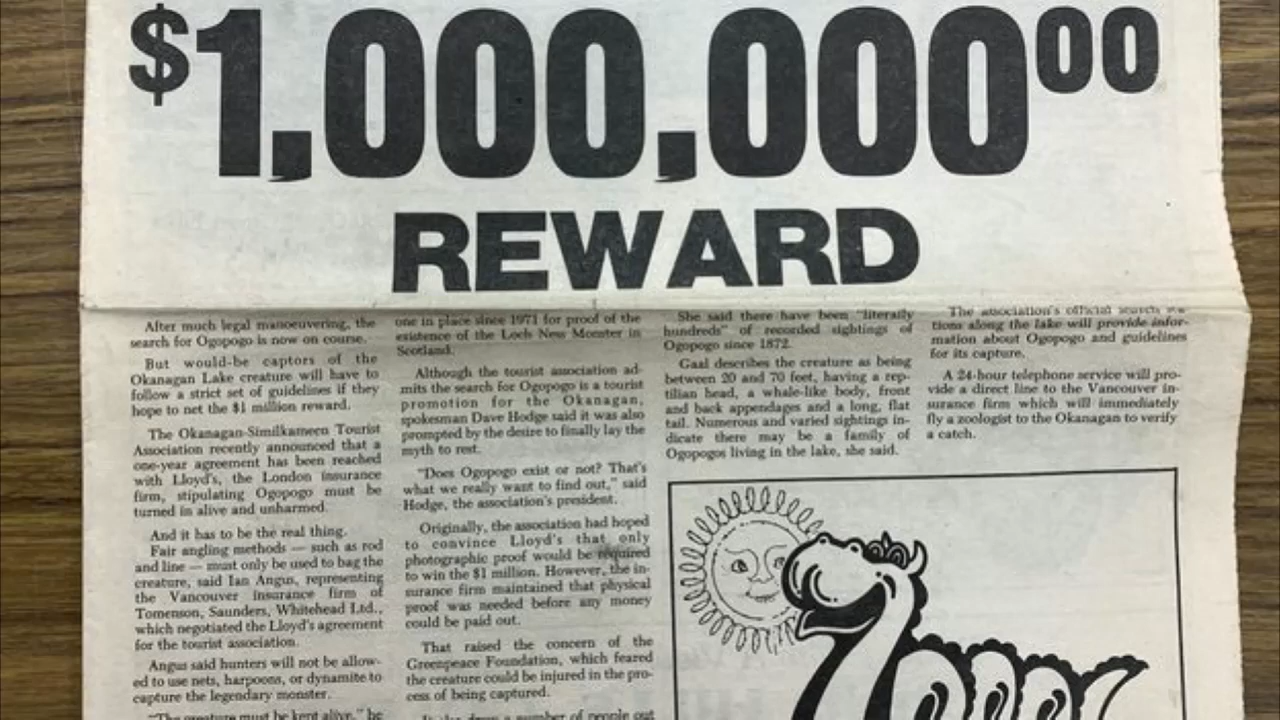 $1,000,000⁰⁰
REWARD
After much legal manoeuvering, the
search for Ogopogo is now on course.
But would-be captors of the
Okanagan Lake creature will have to
follow a strict set of guidelines if they
hope to net the $1 million reward.
The Okanagan-Similkameen Tourist
Association recently announced that a
one-year agreement has been reached
with Lloyd's, the London insurance
firm, stipulating Ogopogo must be
turned in alive and unharmed.
And it has to be the real thing.
Fair angling methods — such as rod
and line — must only be used to bag the
creature, said Ian Angus, representing
the Vancouver insurance firm of
Tomenson, Saunders, Whitehead Ltd.,
which negotiated the Lloyd's agreement
for the tourist association.
Angus said hunters will not be allow-
ed to use nets, harpoons, or dynamite to
capture the legendary monster.
"The creature must be kept alive," he
one in place since 1971 for proof of the
existence of the Loch Ness Monster in
Scotland.
Although the tourist association ad-
mits the search for Ogopogo is a tourist
promotion for the Okanagan,
spokesman Dave Hodge said it was also
prompted by the desire to finally lay the
myth to rest.
"Does Ogopogo exist or not? That's
what we really want to find out," said
Hodge, the association's president.
Originally, the association had hoped
to convince Lloyd's that only
photographic proof would be required
to win the $1 million. However, the in-
surance firm maintained that physical
proof was needed before any money
could be paid out.
That raised the concern of the
Greenpeace Foundation, which feared
the creature could be injured in the pro-
cess of being captured.
a number of people out
She said there have been "literally
hundreds" of recorded sightings of
Ogopogo since 1872.
Gaal describes the creature as being
between 20 and 70 feet, having a rep-
tilian head, a whale-like body, front
and back appendages and a long, flat
tail. Numerous and varied sightings in-
dicate there may be a family of
Ogopogos living in the lake, she said.
The association's official search sta-
tions along the lake will provide infor-
mation about Ogopogo and guidelines
for its capture.
A 24-hour telephone service will pro-
vide a direct line to the Vancouver in-
surance firm which will immediately
fly a zoologist to the Okanagan to verify
a catch.